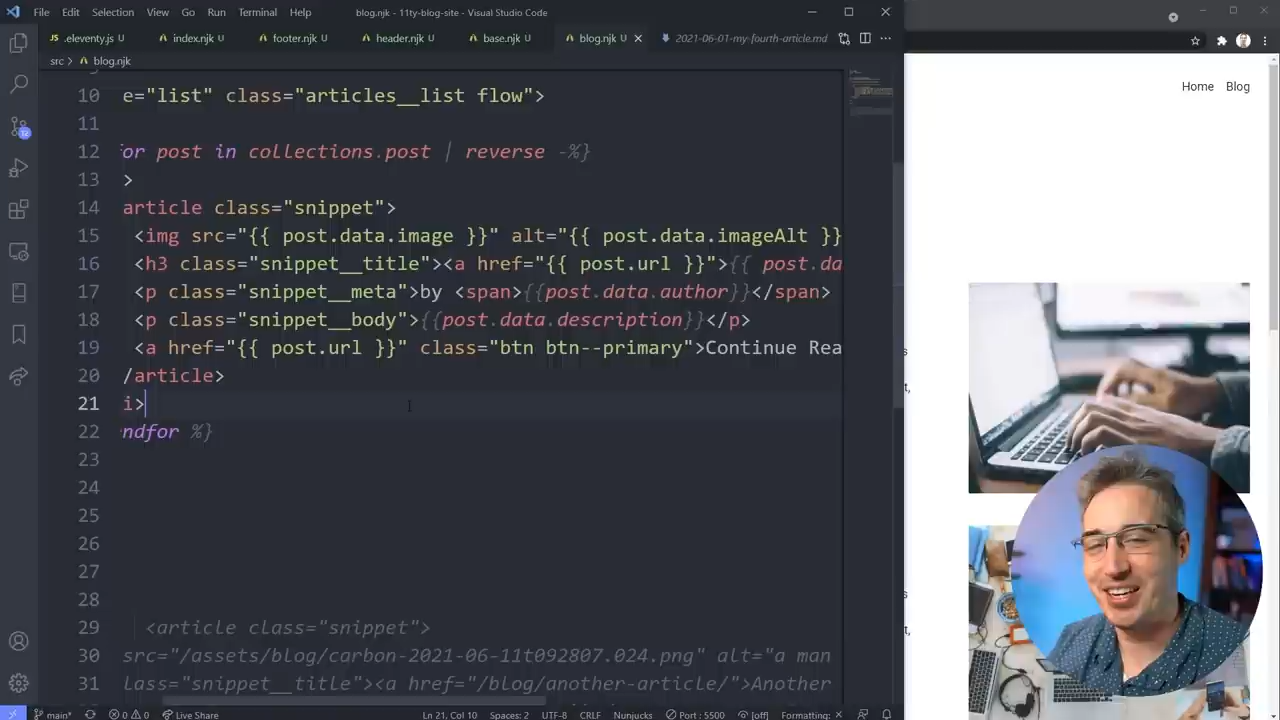 File Edit Selection View Go Run Terminal Help blog.njk - 11ty-blog-site - Visual Studio Code
.eleventy.js U index.njk U footer.njk U header.njk U base.njk U blog.njk U 2021-06-01-my-fourth-article.md
src > blog.njk
Home Blog
10 e="list" class="articles__list flow">
11
12 or post in collections.post | reverse -%}
13 >
14 article class="snippet">
15 <img src="{{ post.data.image }}" alt="{{ post.data.imageAlt }}
16 <h3 class="snippet__title"><a href="{{ post.url }}">{{ post.da
17 <p class="snippet__meta">by <span>{{post.data.author}}</span>
18 <p class="snippet__body">{{post.data.description}}</p>
19 <a href="{{ post.url }}" class="btn btn--primary">Continue Rea
20 /article>
21 i>
22 ndfor %}
23
24
25
26
27
28
29 <article class="snippet">
30 src="/assets/blog/carbon-2021-06-11t092807.024.png" alt="a man
31 lass="snippet__title"><a href="/blog/another-article/">Another
12
main* 0 0 Live Share Ln 21, Col 10 Spaces: 2 UTF-8 CRLF Nunjucks Port : 5500 [off] Formatting: